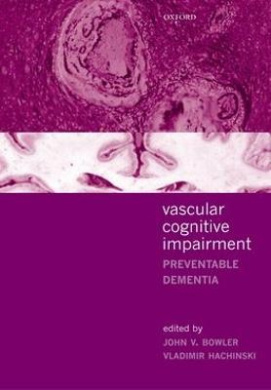 OXFORD
vascular
cognitive
impairment
PREVENTABLE
DEMENTIA
edited by
JOHN V. BOWLER
VLADIMIR HACHINSKI